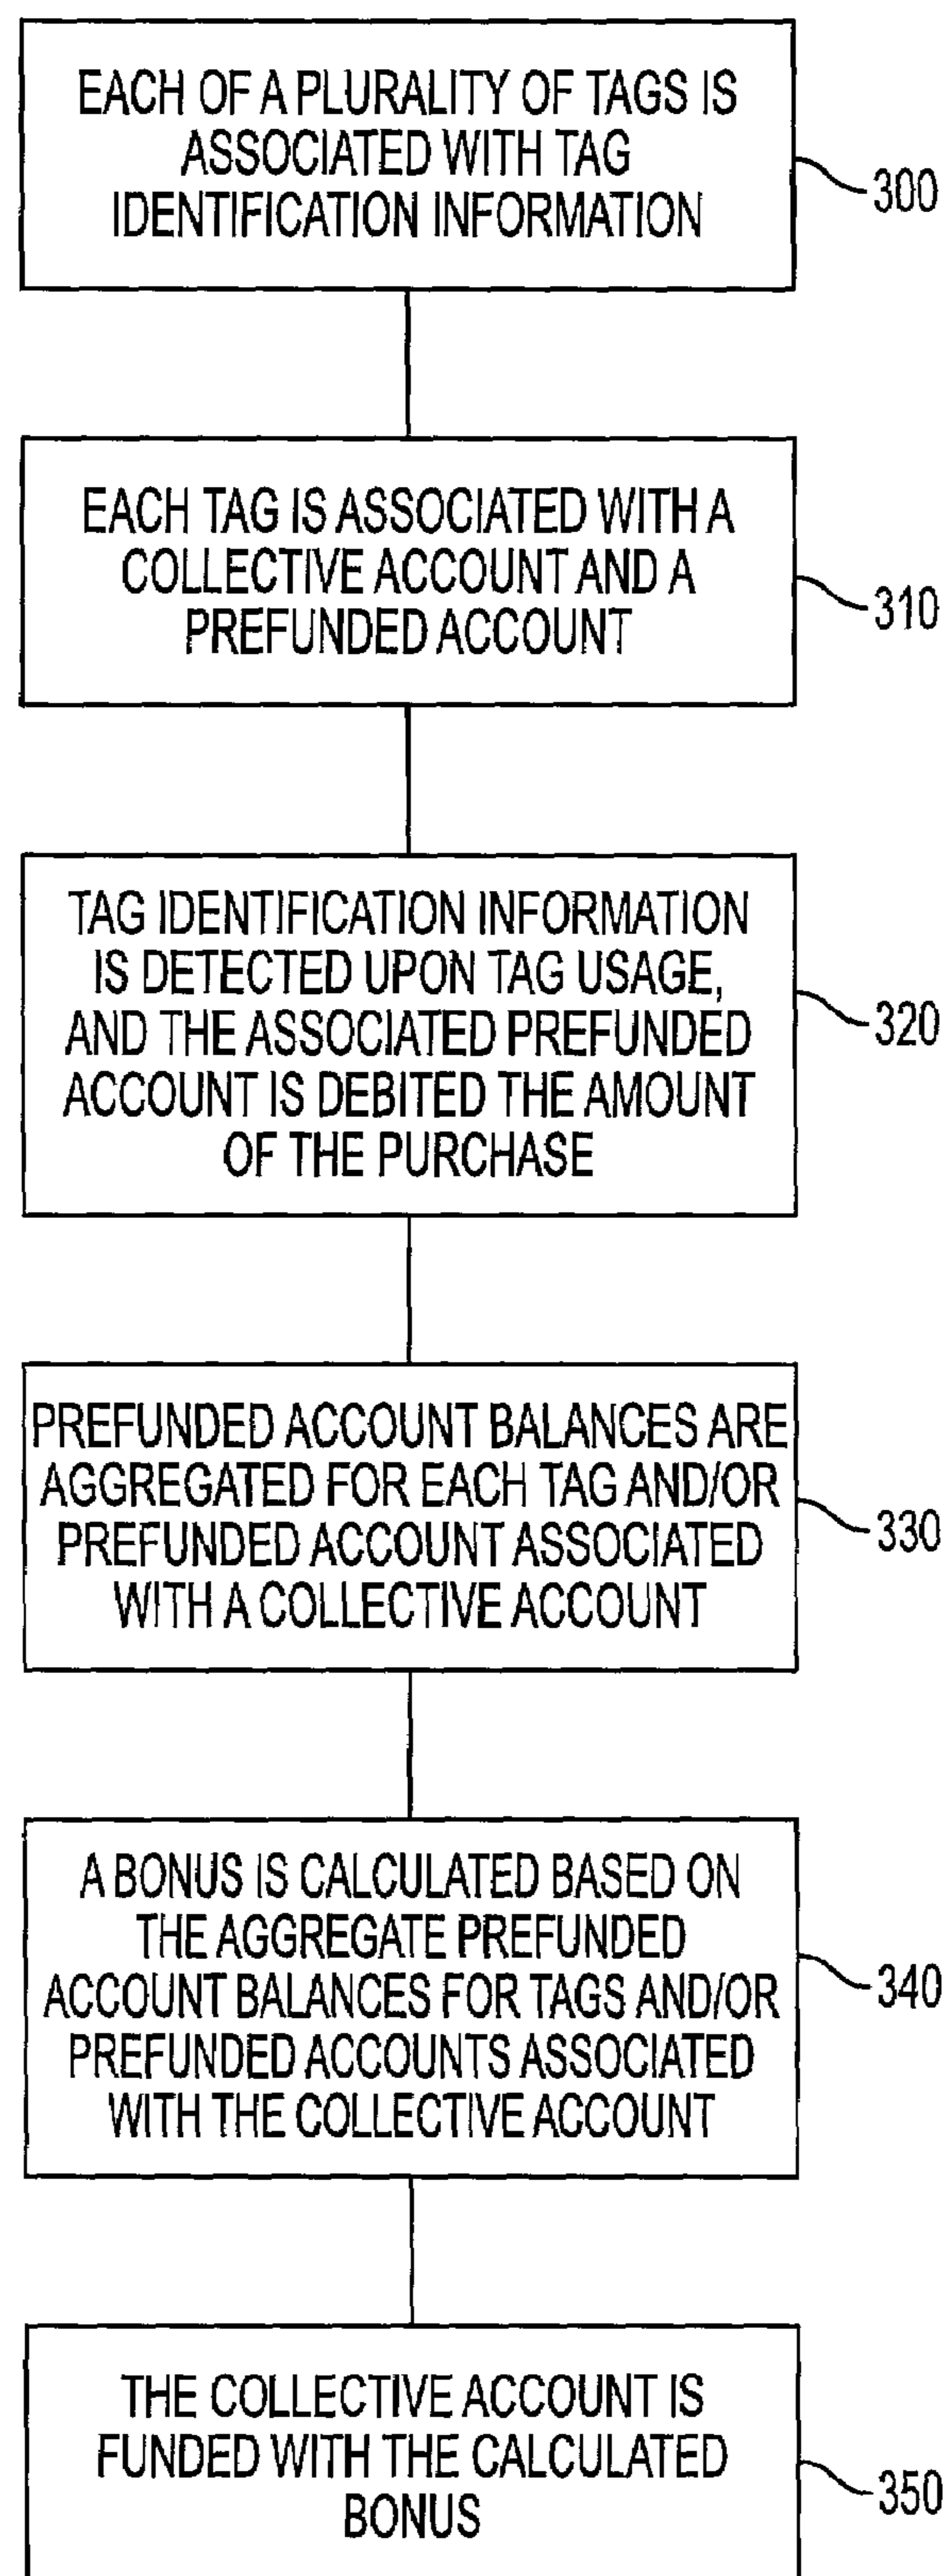 EACH OF A PLURALITY OF TAGS IS
ASSOCIATED WITH TAG
IDENTIFICATION INFORMATION
300
EACH TAG IS ASSOCIATED WITH A
COLLECTIVE ACCOUNT AND A
PREFUNDED ACCOUNT
310
TAG IDENTIFICATION INFORMATION
IS DETECTED UPON TAG USAGE,
AND THE ASSOCIATED PREFUNDED
ACCOUNT IS DEBITED THE AMOUNT
OF THE PURCHASE
320
PREFUNDED ACCOUNT BALANCES ARE
AGGREGATED FOR EACH TAG AND/OR
PREFUNDED ACCOUNT ASSOCIATED
WITH A COLLECTIVE ACCOUNT
330
A BONUS IS CALCULATED BASED ON
THE AGGREGATE PREFUNDED
ACCOUNT BALANCES FOR TAGS AND/OR
PREFUNDED ACCOUNTS ASSOCIATED
WITH THE COLLECTIVE ACCOUNT
340
THE COLLECTIVE ACCOUNT IS
FUNDED WITH THE CALCULATED
BONUS
350